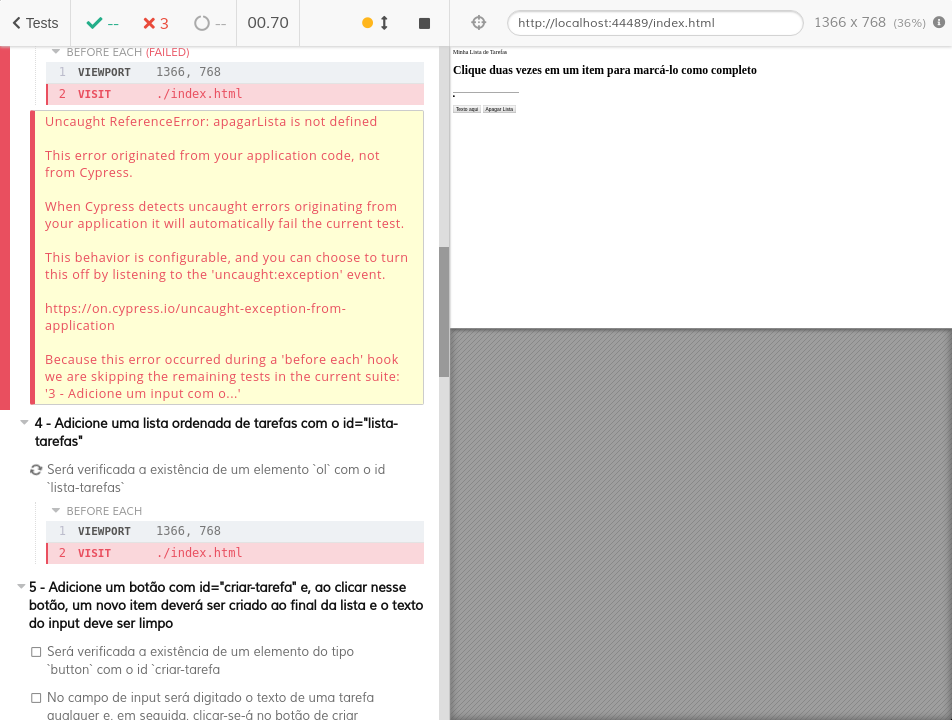 Tests
--
3
--
00.70
http://localhost:44489/index.html
1366 x 768 (36%)
BEFORE EACH (FAILED)
1 VIEWPORT 1366, 768
2 VISIT ./index.html
Uncaught ReferenceError: apagarLista is not defined
This error originated from your application code, not
from Cypress.
When Cypress detects uncaught errors originating from
your application it will automatically fail the current test.
This behavior is configurable, and you can choose to turn
this off by listening to the 'uncaught:exception' event.
https://on.cypress.io/uncaught-exception-from-
application
Because this error occurred during a 'before each' hook
we are skipping the remaining tests in the current suite:
'3 - Adicione um input com o...'
4 - Adicione uma lista ordenada de tarefas com o id="lista-
tarefas"
Será verificada a existência de um elemento `ol` com o id
`lista-tarefas`
BEFORE EACH
1 VIEWPORT 1366, 768
2 VISIT ./index.html
5 - Adicione um botão com id="criar-tarefa" e, ao clicar nesse
botão, um novo item deverá ser criado ao final da lista e o texto
do input deve ser limpo
Será verificada a existência de um elemento do tipo
`button` com o id `criar-tarefa
No campo de input será digitado o texto de uma tarefa
qualquer e, em seguida, clicar-se-á no botão de criar
Minha Lista de Tarefas
Clique duas vezes em um item para marcá-lo como completo
Texto aqui Apagar Lista